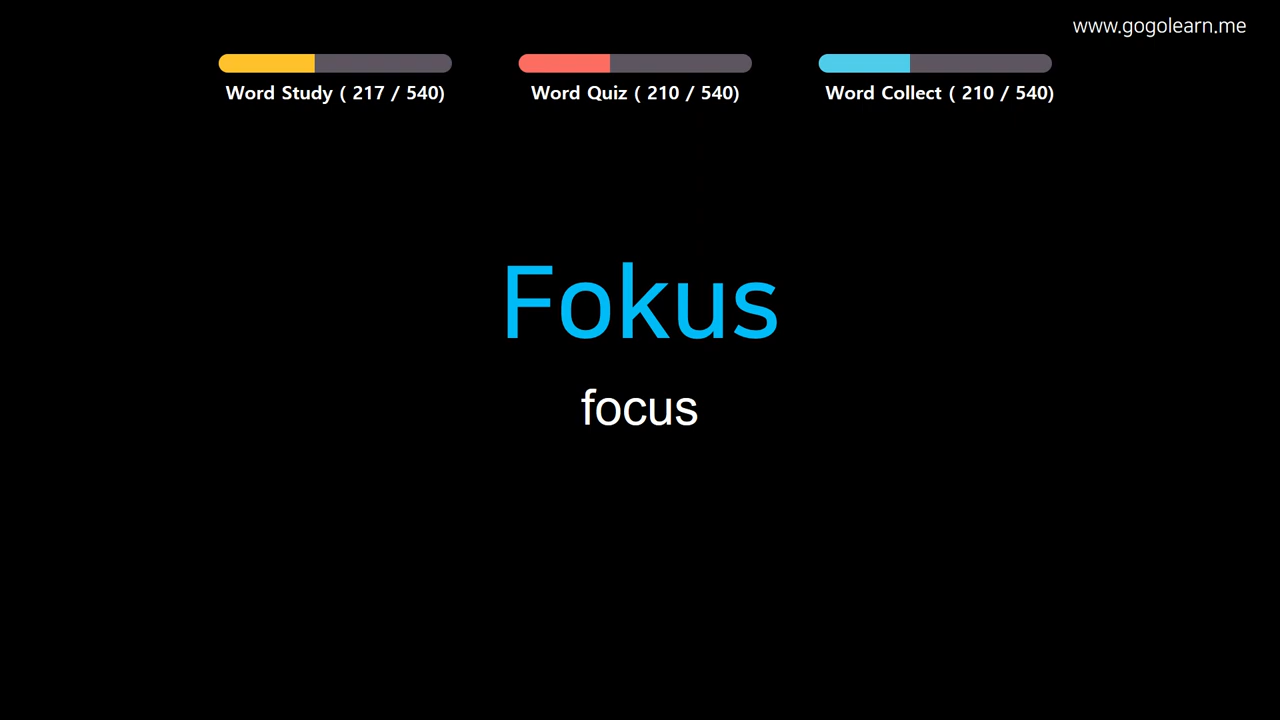 www.gogolearn.me
Word Study ( 217 / 540)
Word Quiz ( 210 / 540)
Word Collect ( 210 / 540)
Fokus
focus